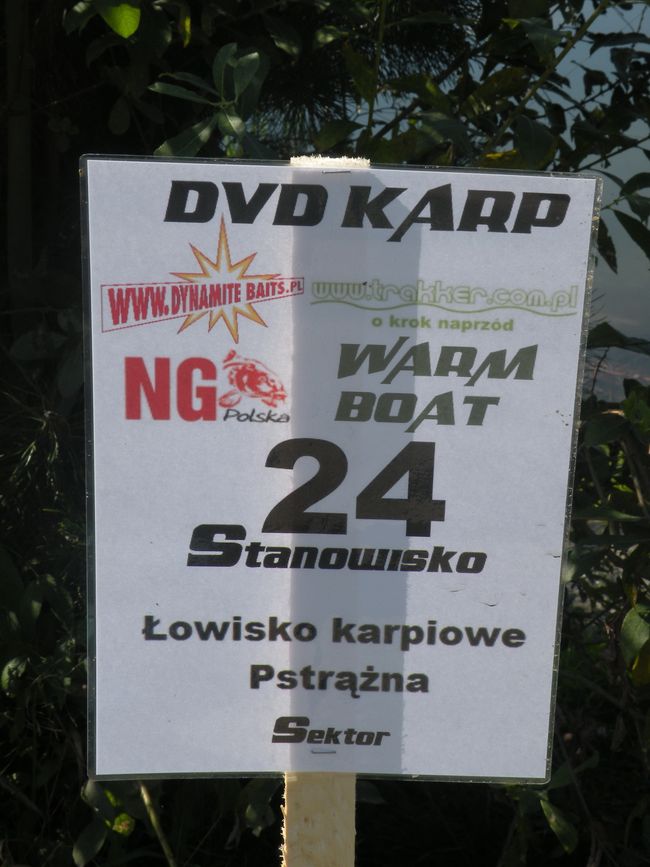 DVD KARP
WWW.DYNAMITE BAITS.PL
www.trakker.com.pl
o krok naprzód
NG
Polska
WARM
BOAT
24
Stanowisko
Łowisko karpiowe
Pstrążna
Sektor